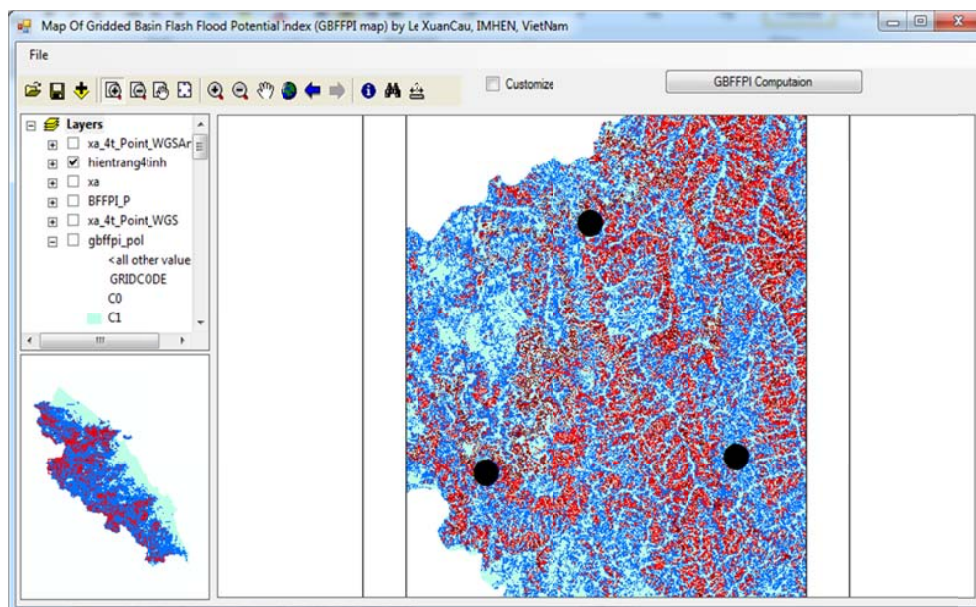 Map Of Gridded Basin Flash Flood Potential Index (GBFFPI map) by Le XuanCau, IMHEN, VietNam
File
Customize
GBFFPI Computaion
Layers
xa_4t_Point_WGSAr
hientrang4tinh
xa
BFFPI_P
xa_4t_Point_WGS
gbffpi_pol
<all other value
GRIDCODE
C0
C1